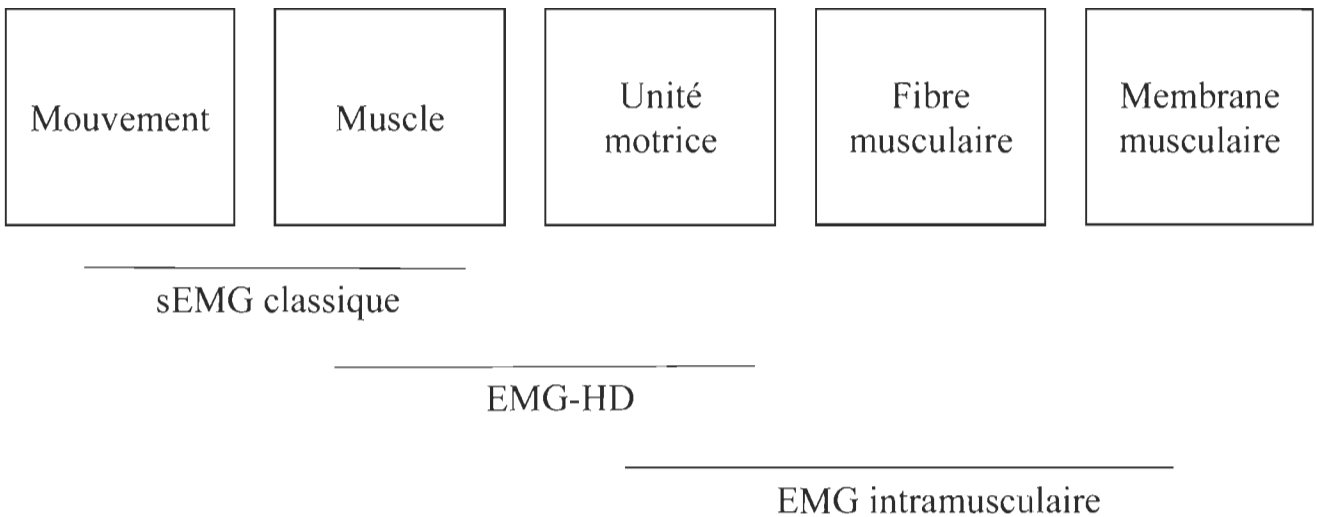 Mouvement
Muscle
Unité
motrice
Fibre
musculaire
Membrane
musculaire
sEMG classique
EMG-HD
EMG intramusculaire